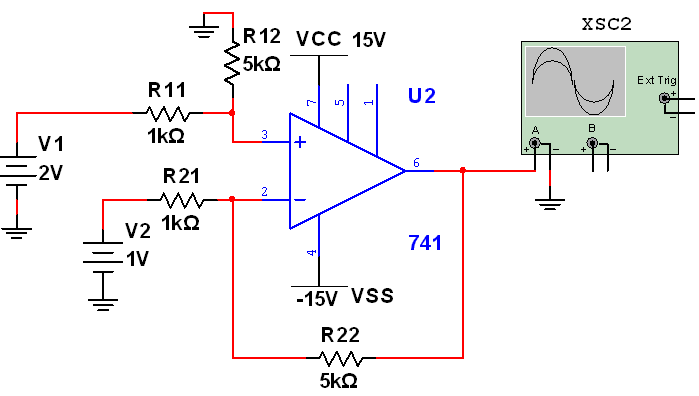 XSC2
R12
5kΩ
VCC 15V
U2
Ext Trig
+
−
R11
1kΩ
7
5
1
A
B
+
−
+
−
V1
2V
3
+
6
R21
1kΩ
2
−
V2
1V
4
741
-15V VSS
R22
5kΩ